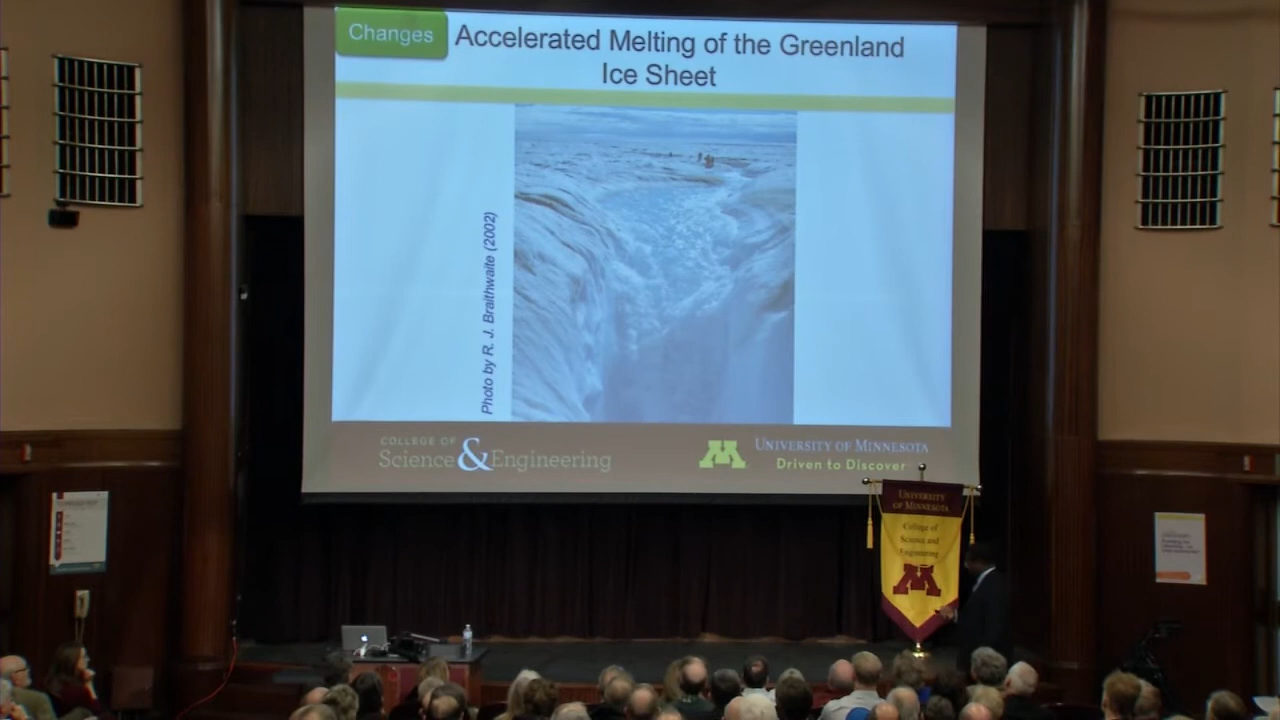 Changes
Accelerated Melting of the Greenland
Ice Sheet
Photo by R. J. Braithwaite (2002)
COLLEGE OF
Science & Engineering
M
UNIVERSITY OF MINNESOTA
Driven to Discover
UNIVERSITY
OF MINNESOTA
College of
Science and
Engineering
M